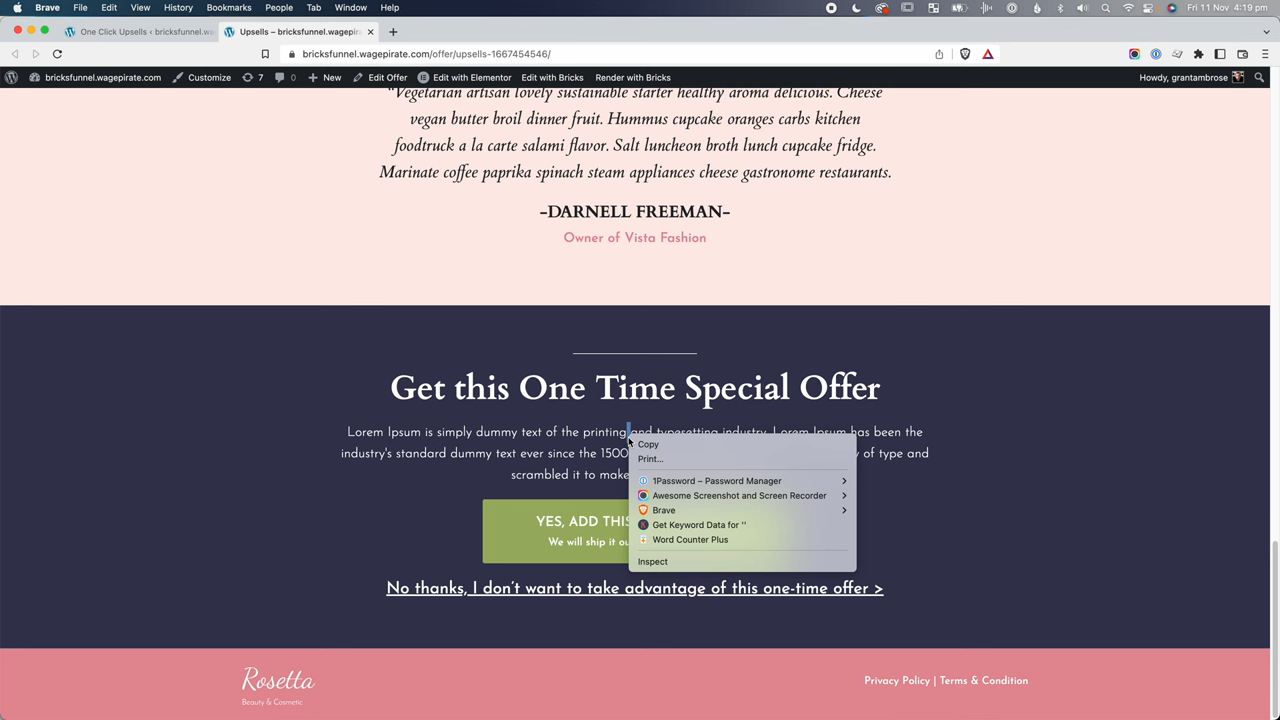 Brave File Edit View History Bookmarks People Tab Window Help Fri 11 Nov 4:19 pm
One Click Upsells ‹ bricksfunnel.wa Upsells – bricksfunnel.wagepirat
bricksfunnel.wagepirate.com/offer/upsells-1667454546/
bricksfunnel.wagepirate.com Customize 7 0 New Edit Offer Edit with Elementor Edit with Bricks Render with Bricks Howdy, grantambrose
"Vegetarian artisan lovely sustainable starter healthy aroma delicious. Cheese
vegan butter broil dinner fruit. Hummus cupcake oranges carbs kitchen
foodtruck a la carte salami flavor. Salt luncheon broth lunch cupcake fridge.
Marinate coffee paprika spinach steam appliances cheese gastronome restaurants.
-DARNELL FREEMAN-
Owner of Vista Fashion
Get this One Time Special Offer
Lorem Ipsum is simply dummy text of the printing and typesetting industry. Lorem Ipsum has been the
industry's standard dummy text ever since the 1500 y of type and
scrambled it to make
YES, ADD THIS
We will ship it ou
No thanks, I don't want to take advantage of this one-time offer >
Copy
Print...
1Password – Password Manager
Awesome Screenshot and Screen Recorder
Brave
Get Keyword Data for ''
Word Counter Plus
Inspect
Rosetta
Beauty & Cosmetic
Privacy Policy | Terms & Condition